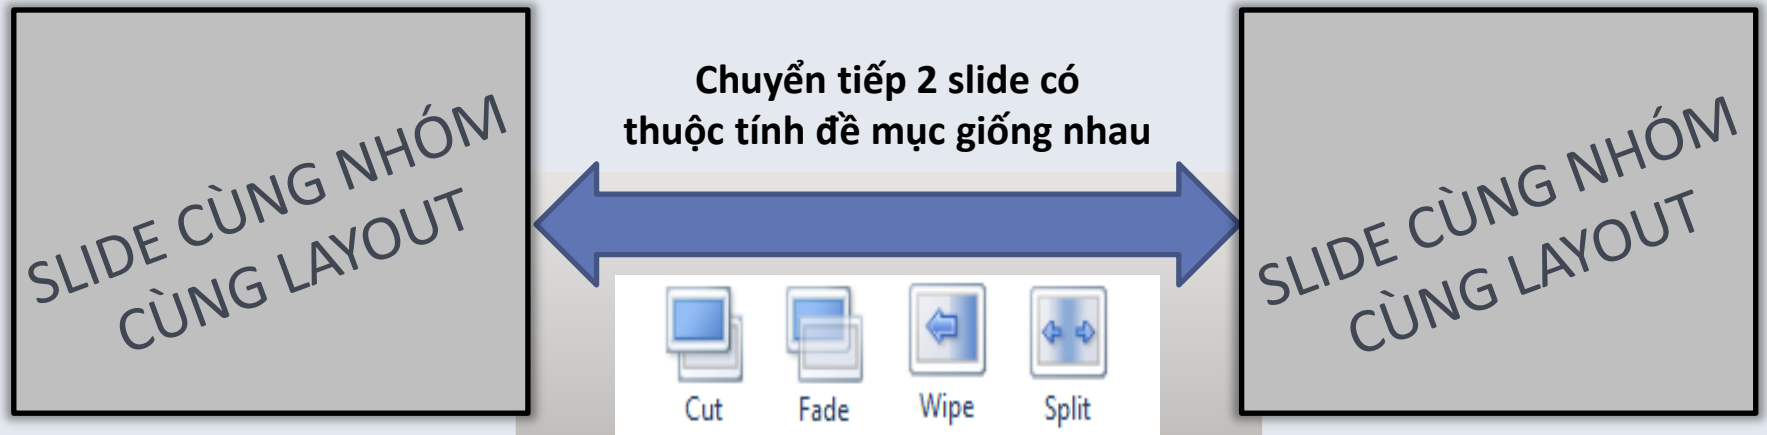 SLIDE CÙNG NHÓM
CÙNG LAYOUT
Chuyển tiếp 2 slide có
thuộc tính đề mục giống nhau
Cut
Fade
Wipe
Split
SLIDE CÙNG NHÓM
CÙNG LAYOUT